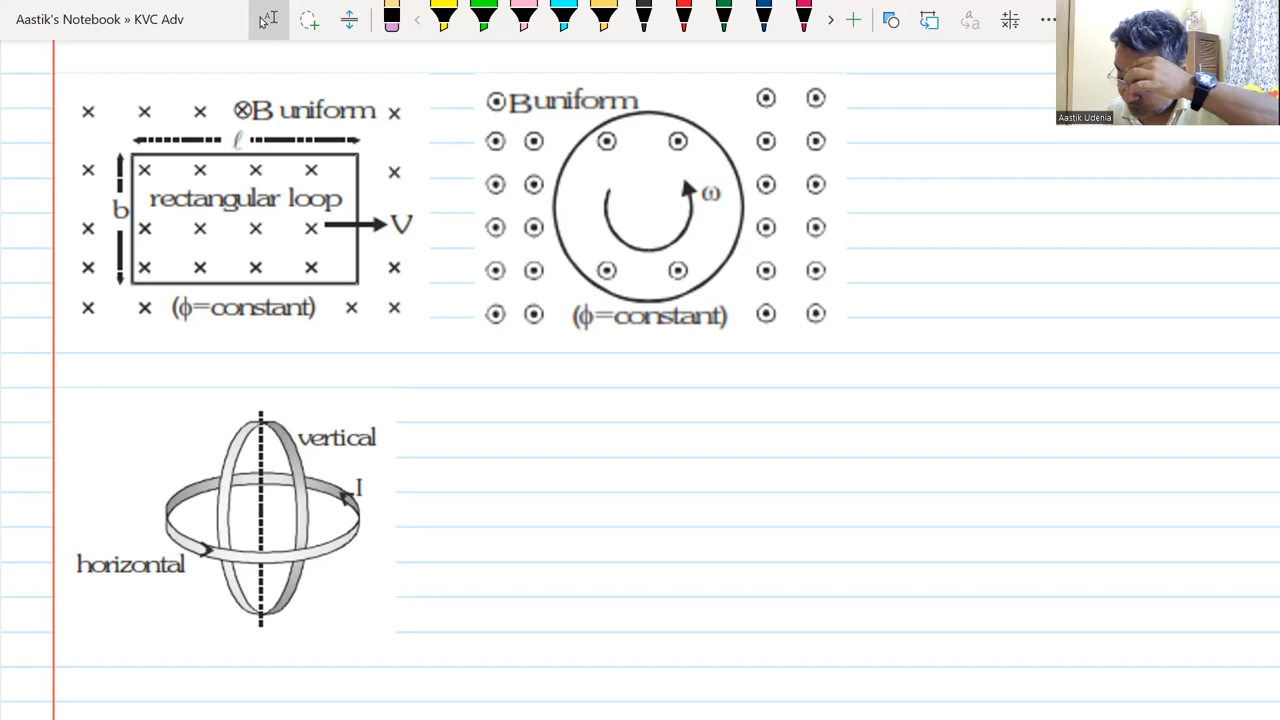 Aastik's Notebook » KVC Adv
Aastik Udenia
⊗B uniform
ℓ
b
rectangular loop
V
(ϕ=constant)
⊙B uniform
ω
(ϕ=constant)
vertical
I
horizontal